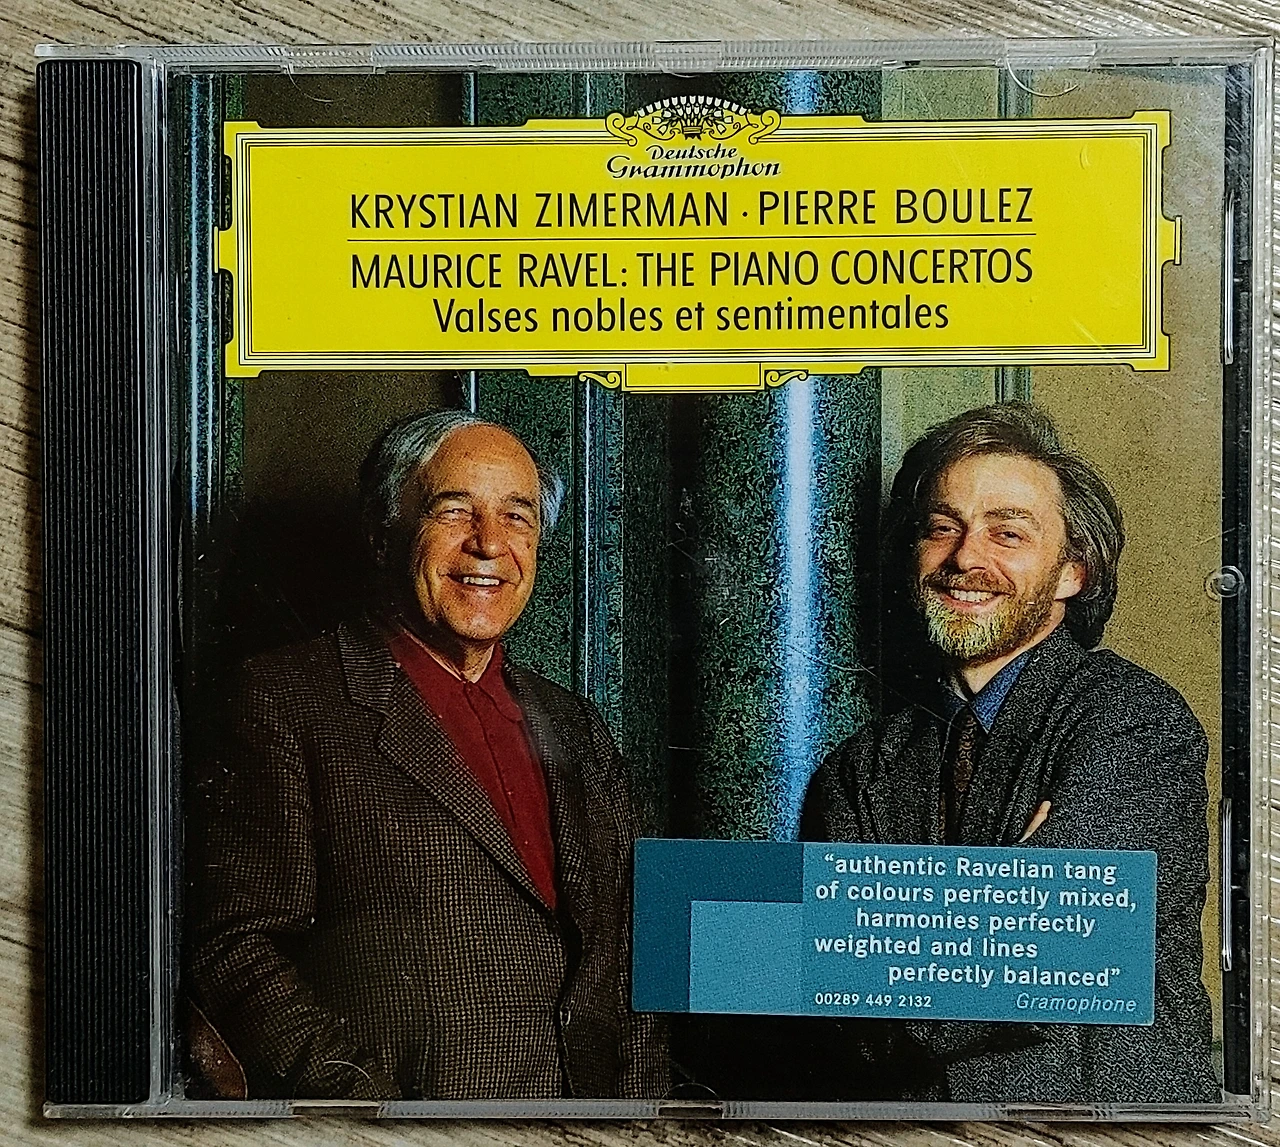 Deutsche
Grammophon
KRYSTIAN ZIMERMAN · PIERRE BOULEZ
MAURICE RAVEL: THE PIANO CONCERTOS
Valses nobles et sentimentales
“authentic Ravelian tang
of colours perfectly mixed,
harmonies perfectly
weighted and lines
perfectly balanced”
00289 449 2132 Gramophone